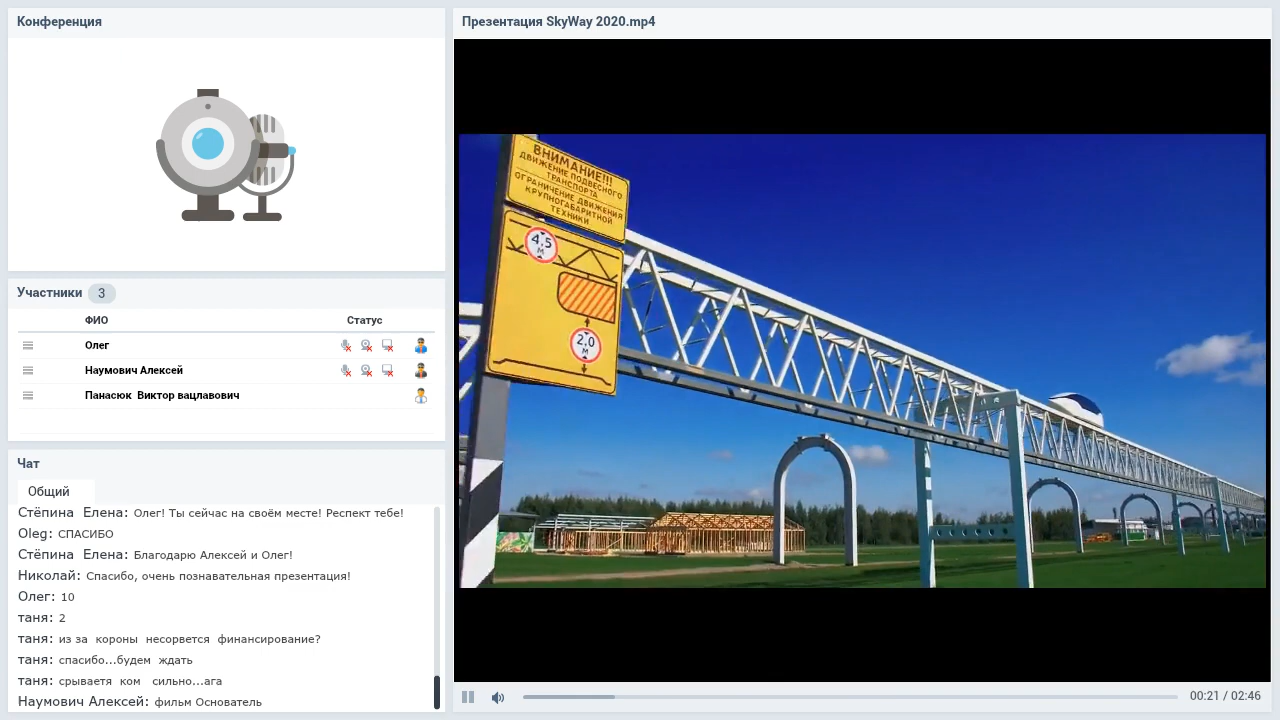 Конференция
Презентация SkyWay 2020.mp4
Участники 3
ФИО Статус
Олег
Наумович Алексей
Панасюк Виктор вацлавович
Чат
Общий
Стёпина Елена: Олег! Ты сейчас на своём месте! Респект тебе!
Oleg: СПАСИБО
Стёпина Елена: Благодарю Алексей и Олег!
Николай: Спасибо, очень познавательная презентация!
Олег: 10
таня: 2
таня: из за короны несорвется финансирование?
таня: спасибо...будем ждать
таня: срываетя ком сильно...ага
Наумович Алексей: фильм Основатель
ВНИМАНИЕ!!!
ДВИЖЕНИЕ ПОДВЕСНОГО
ТРАНСПОРТА
ОГРАНИЧЕНИЕ ДВИЖЕНИЯ
КРУПНОГАБАРИТНОЙ
ТЕХНИКИ
4,5
М
2,0
М
00:21 / 02:46